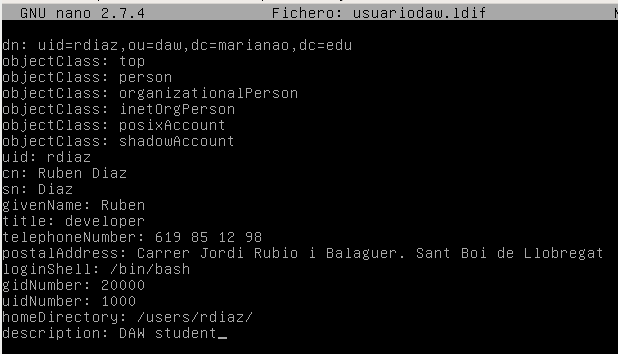 GNU nano 2.7.4 Fichero: usuariodaw.ldif
dn: uid=rdiaz,ou=daw,dc=marianao,dc=edu
objectClass: top
objectClass: person
objectClass: organizationalPerson
objectClass: inetOrgPerson
objectClass: posixAccount
objectClass: shadowAccount
uid: rdiaz
cn: Ruben Diaz
sn: Diaz
givenName: Ruben
title: developer
telephoneNumber: 619 85 12 98
postalAddress: Carrer Jordi Rubio i Balaguer. Sant Boi de Llobregat
loginShell: /bin/bash
gidNumber: 20000
uidNumber: 1000
homeDirectory: /users/rdiaz/
description: DAW student_